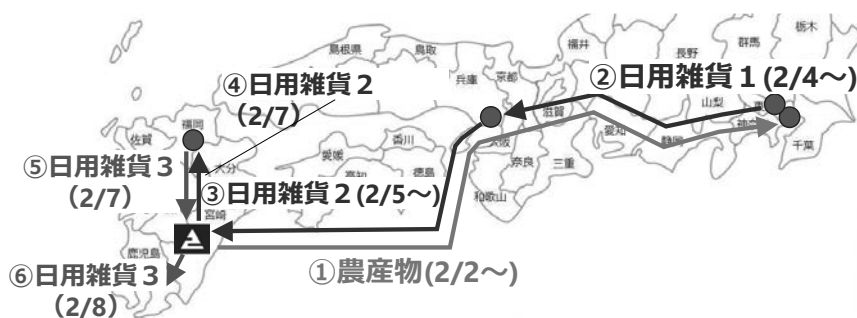 島根県
鳥取
福井
栃木
群馬
長野
兵庫
京都
滋賀
④日用雑貨２
(2/7)
②日用雑貨１(2/4～)
山梨
千葉
佐賀
福岡
大分
愛媛
香川
徳島
大阪
奈良
三重
愛知
静岡
和歌山
⑤日用雑貨３
(2/7)
③日用雑貨２(2/5～)
宮崎
鹿児島
①農産物(2/2～)
⑥日用雑貨３
（2/8）